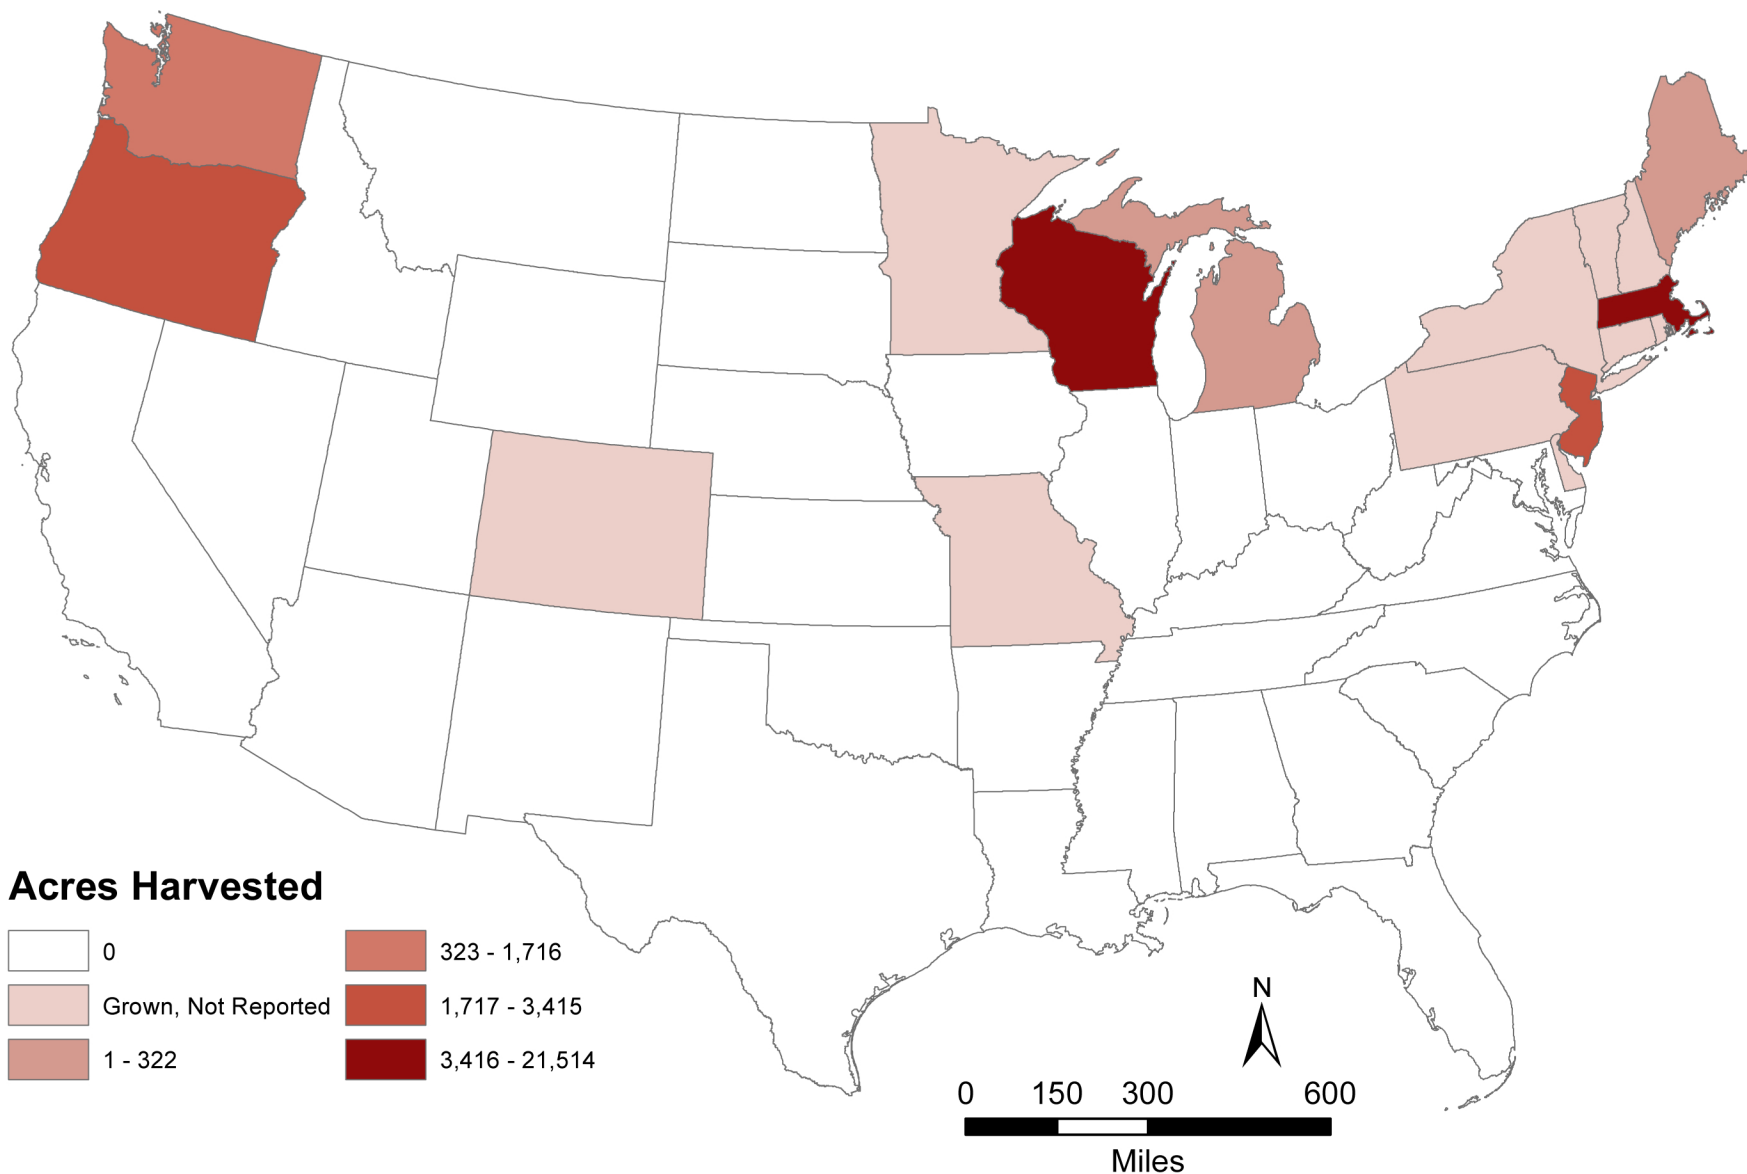 Acres Harvested
0
Grown, Not Reported
1 - 322
323 - 1,716
1,717 - 3,415
3,416 - 21,514
N
0 150 300 600
Miles